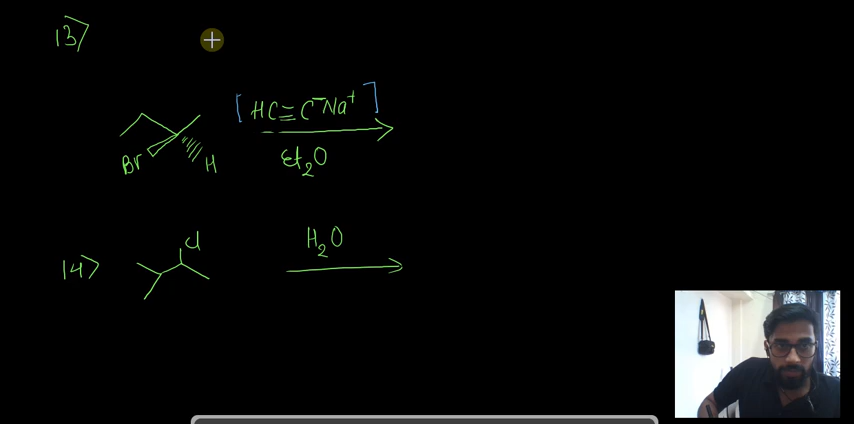 13>
[HC≡C⁻Na⁺]
Et₂O
Br
H
Cl
H₂O
14>